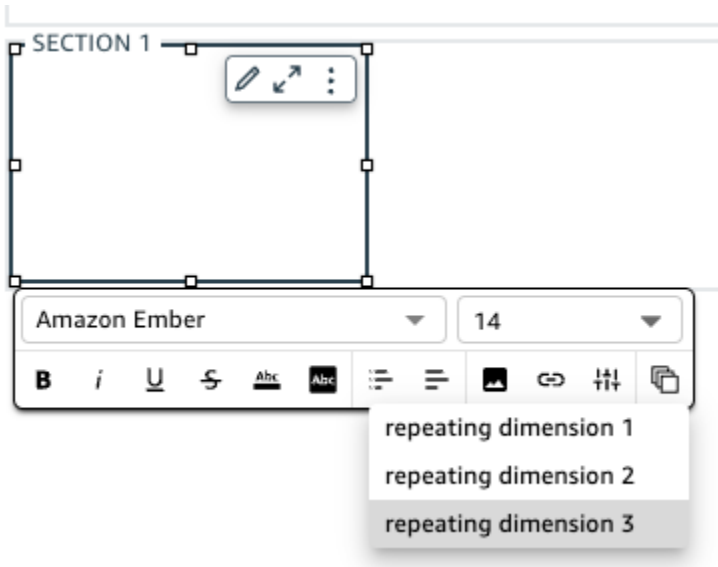 SECTION 1
Amazon Ember
14
B i U S Abc Abc
repeating dimension 1
repeating dimension 2
repeating dimension 3